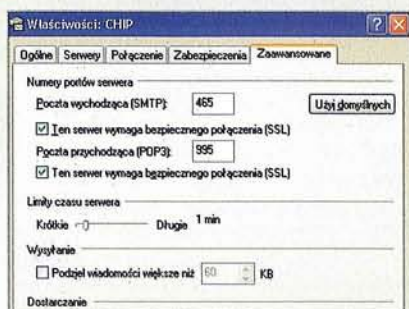 Właściwości: CHIP
Ogólne Serwery Połączenie Zabezpieczenia Zaawansowane
Numery portów serwera
Poczta wychodząca (SMTP): 465 Użyj domyślnych
Ten serwer wymaga bezpiecznego połączenia (SSL)
Poczta przychodząca (POP3): 995
Ten serwer wymaga bezpiecznego połączenia (SSL)
Limity czasu serwera
Krótkie Długie 1 min
Wysyłanie
Podziel wiadomości większe niż 60 KB
Dostarczanie